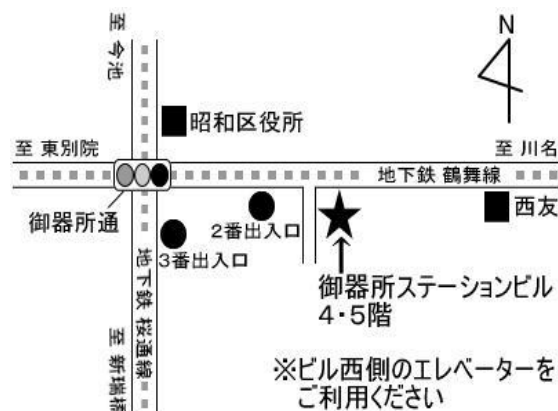 至 今池
N
昭和区役所
至 東別院
至 川名
地下鉄 鶴舞線
御器所通
2番出入口
西友
3番出入口
地下鉄 桜通線
御器所ステーションビル
4・5階
至 新瑞橋
※ビル西側のエレベーターを
ご利用ください